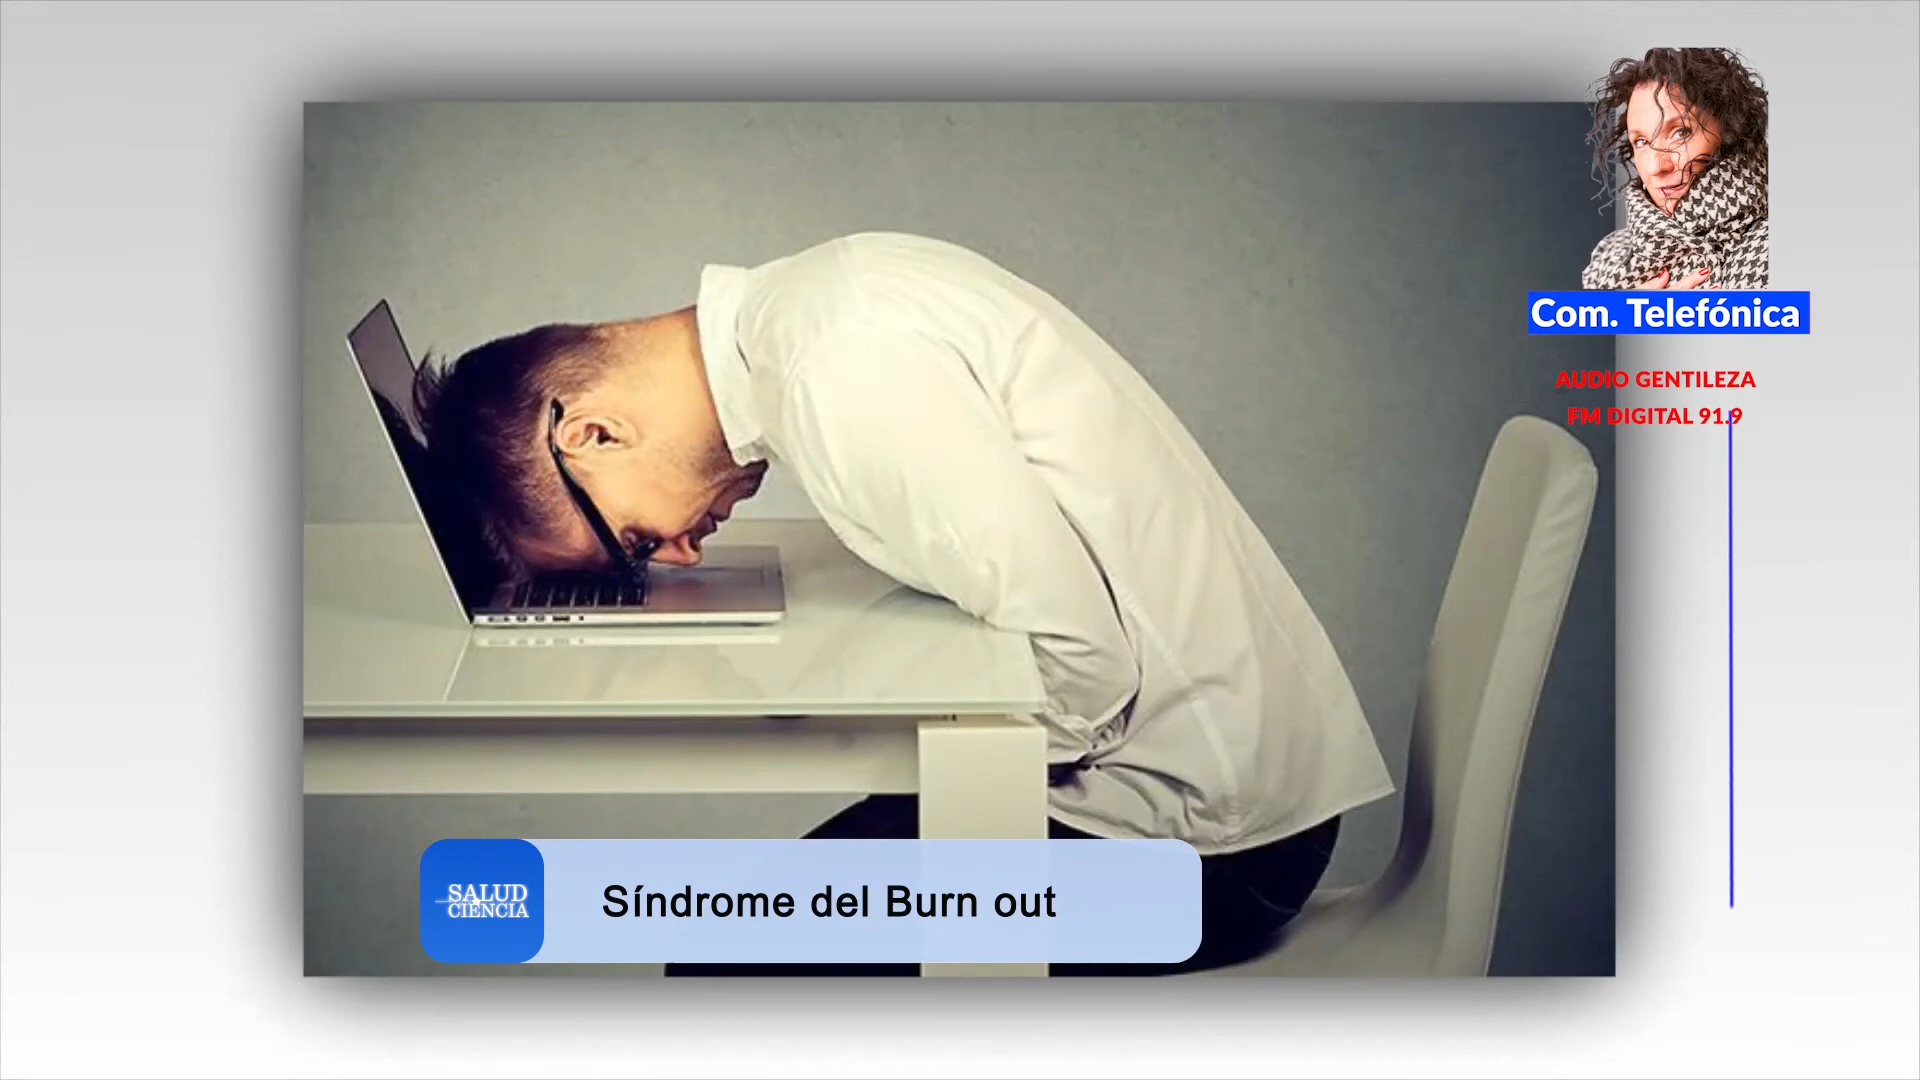 Com. Telefónica
AUDIO GENTILEZA
FM DIGITAL 91.9
SALUD
CIENCIA
Síndrome del Burn out